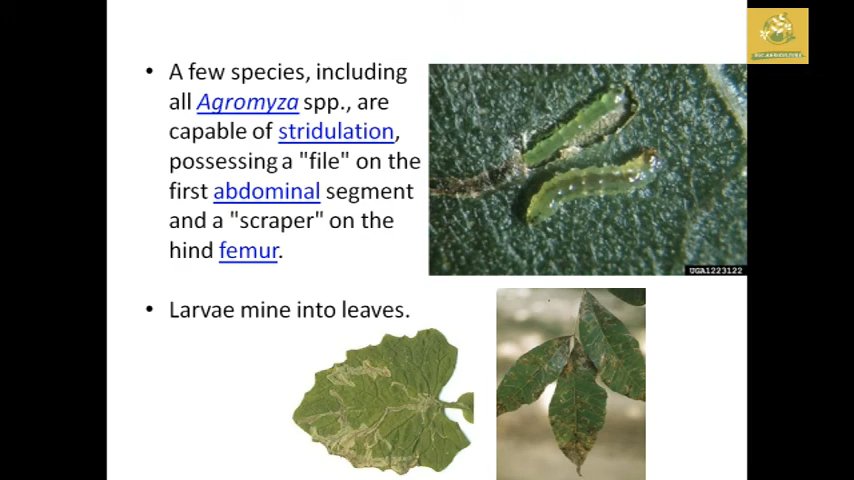 • A few species, including
all Agromyza spp., are
capable of stridulation,
possessing a "file" on the
first abdominal segment
and a "scraper" on the
hind femur.
• Larvae mine into leaves.
UGA1223122